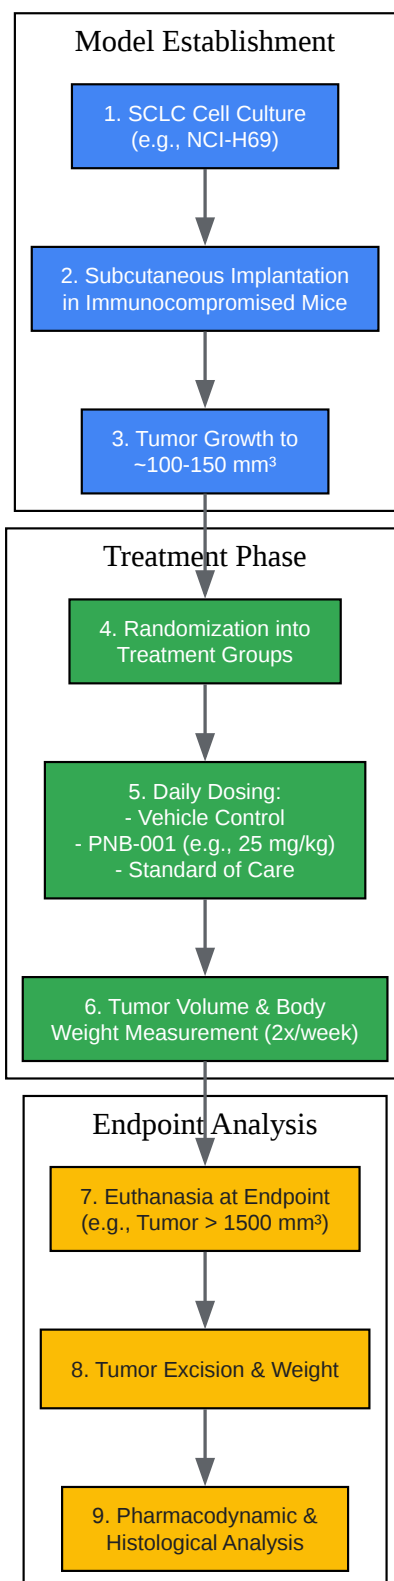 Model Establishment
1. SCLC Cell Culture
(e.g., NCI-H69)
2. Subcutaneous Implantation
in Immunocompromised Mice
3. Tumor Growth to
~100-150 mm³
Treatment Phase
4. Randomization into
Treatment Groups
5. Daily Dosing:
- Vehicle Control
- PNB-001 (e.g., 25 mg/kg)
- Standard of Care
6. Tumor Volume & Body
Weight Measurement (2x/week)
Endpoint Analysis
7. Euthanasia at Endpoint
(e.g., Tumor > 1500 mm³)
8. Tumor Excision & Weight
9. Pharmacodynamic &
Histological Analysis